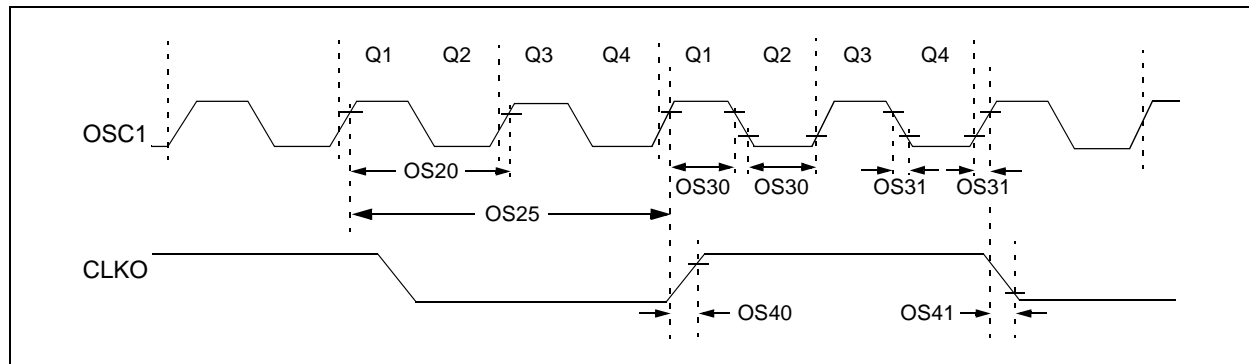 Q1 Q2 Q3 Q4 Q1 Q2 Q3 Q4
OSC1
OS20 OS30 OS30 OS31 OS31
OS25
CLKO
OS40 OS41